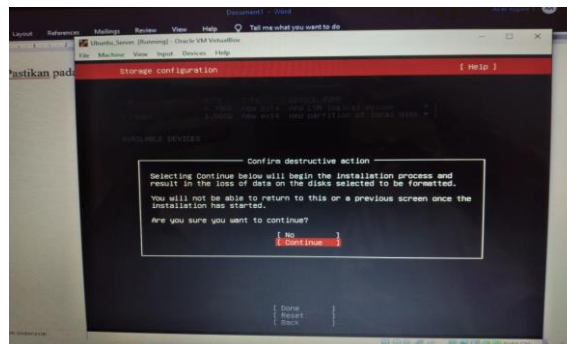 Document1 - Word
Layout References Mailings Review View Help Tell me what you want to do
Ubuntu_Server [Running] - Oracle VM VirtualBox
File Machine View Input Devices Help
Pastikan pada
Storage configuration [ Help ]
AVAILABLE DEVICES
Confirm destructive action
Selecting Continue below will begin the installation process and
result in the loss of data on the disks selected to be formatted.
You will not be able to return to this or a previous screen once the
installation has started.
Are you sure you want to continue?
[ No ]
[ Continue ]
[ Done ]
[ Reset ]
[ Back ]